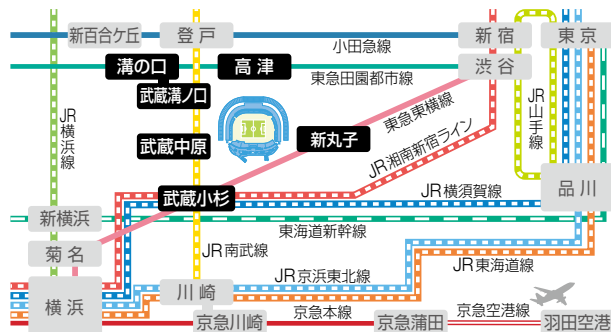 新百合ケ丘
登戸
新宿
東京
小田急線
溝の口
高津
渋谷
東急田園都市線
武蔵溝ノ口
JR横浜線
東急東横線
JR山手線
武蔵中原
新丸子
JR湘南新宿ライン
武蔵小杉
JR横須賀線
品川
新横浜
東海道新幹線
菊名
JR南武線
JR京浜東北線
JR東海道線
横浜
川崎
京急本線
京急空港線
京急川崎
京急蒲田
羽田空港